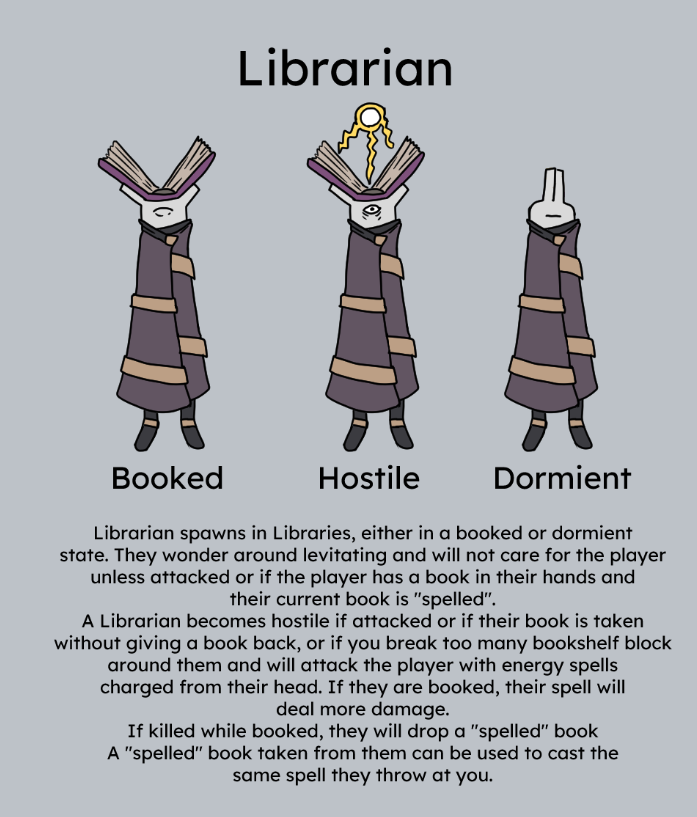 Librarian
Booked
Hostile
Dormient
Librarian spawns in Libraries, either in a booked or dormient
state. They wonder around levitating and will not care for the player
unless attacked or if the player has a book in their hands and
their current book is "spelled".
A Librarian becomes hostile if attacked or if their book is taken
without giving a book back, or if you break too many bookshelf block
around them and will attack the player with energy spells
charged from their head. If they are booked, their spell will
deal more damage.
If killed while booked, they will drop a "spelled" book
A "spelled" book taken from them can be used to cast the
same spell they throw at you.